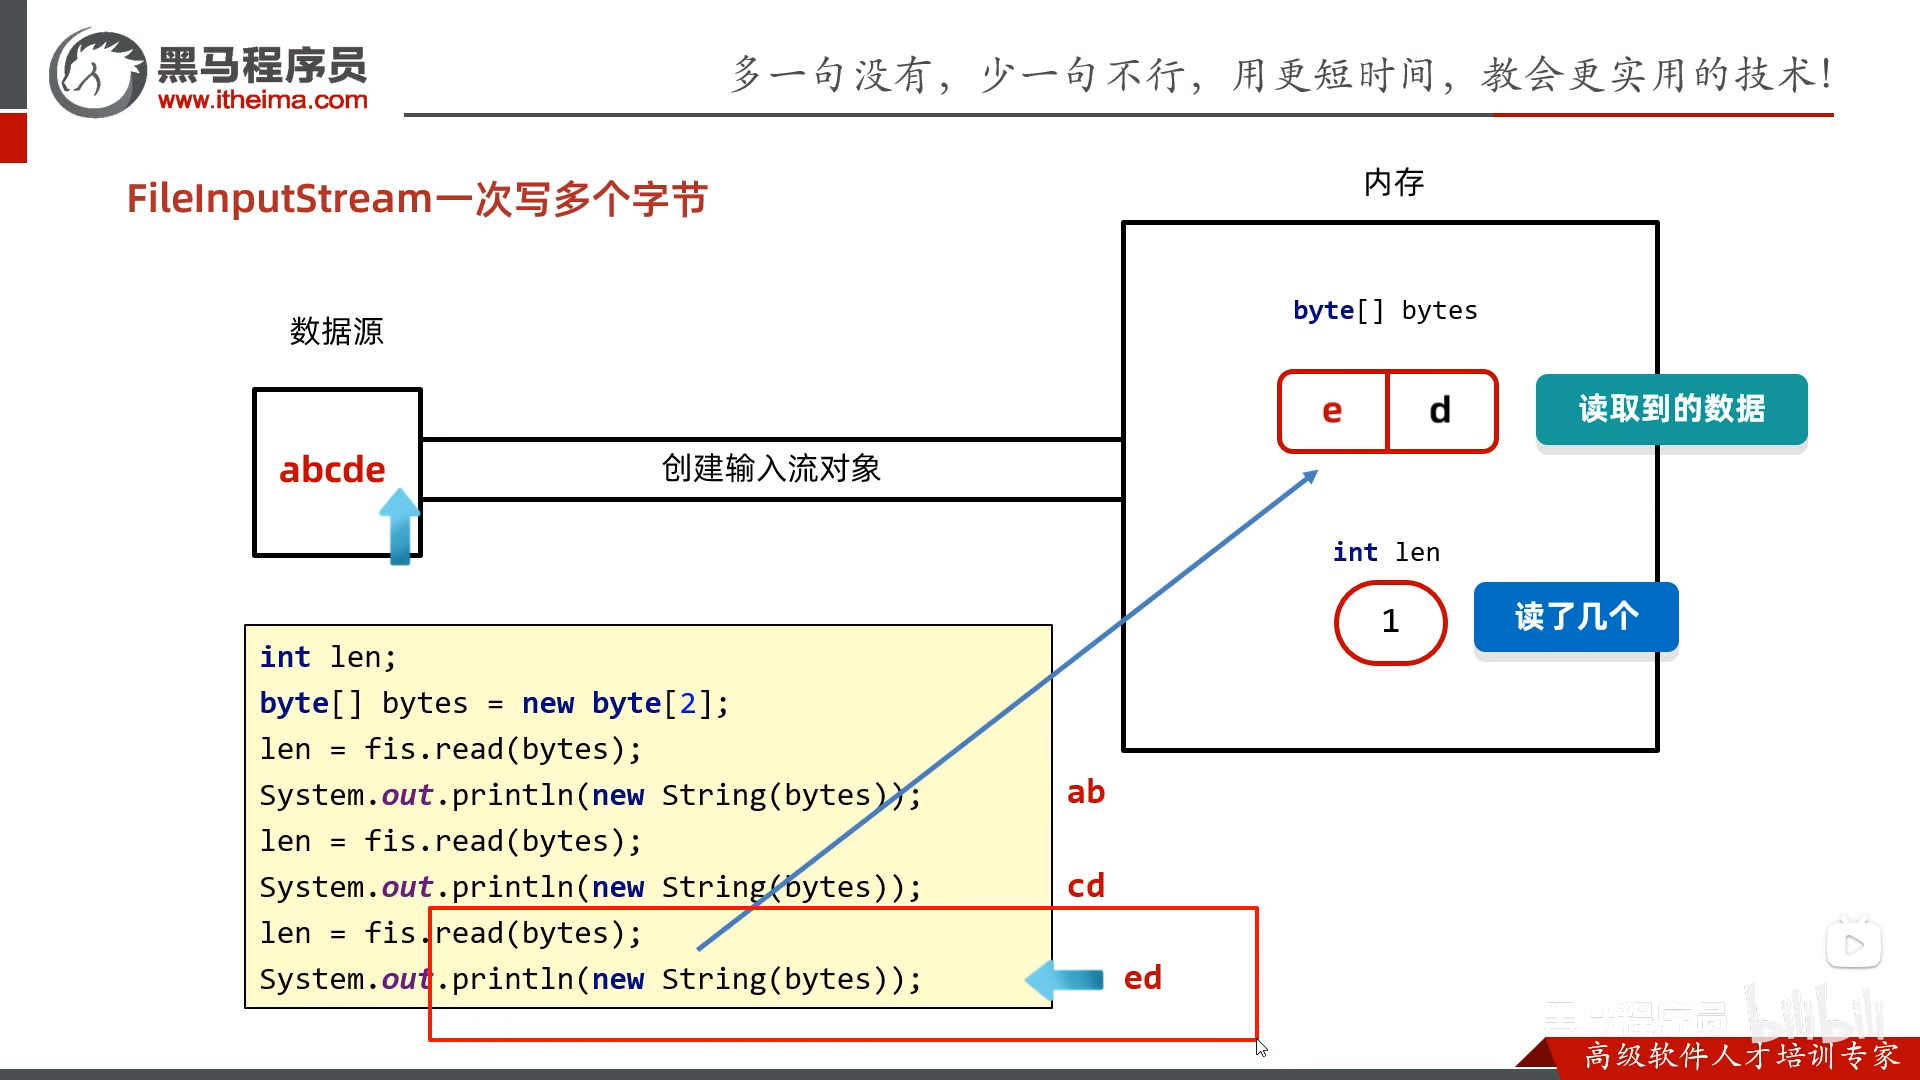 黑马程序员
www.itheima.com
多一句没有，少一句不行，用更短时间，教会更实用的技术！
FileInputStream一次写多个字节
内存
byte[] bytes
数据源
e d
读取到的数据
abcde
创建输入流对象
int len
1
读了几个
int len;
byte[] bytes = new byte[2];
len = fis.read(bytes);
System.out.println(new String(bytes));
ab
len = fis.read(bytes);
System.out.println(new String(bytes));
cd
len = fis.read(bytes);
System.out.println(new String(bytes));
ed
黑马程序员
bilibili
高级软件人才培训专家